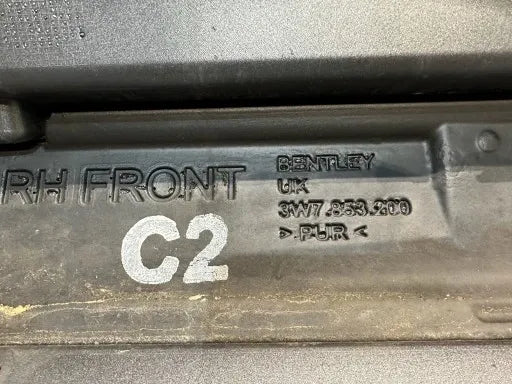 RH FRONT
BENTLEY
UK
3W7.853.200
>PUR<
C2